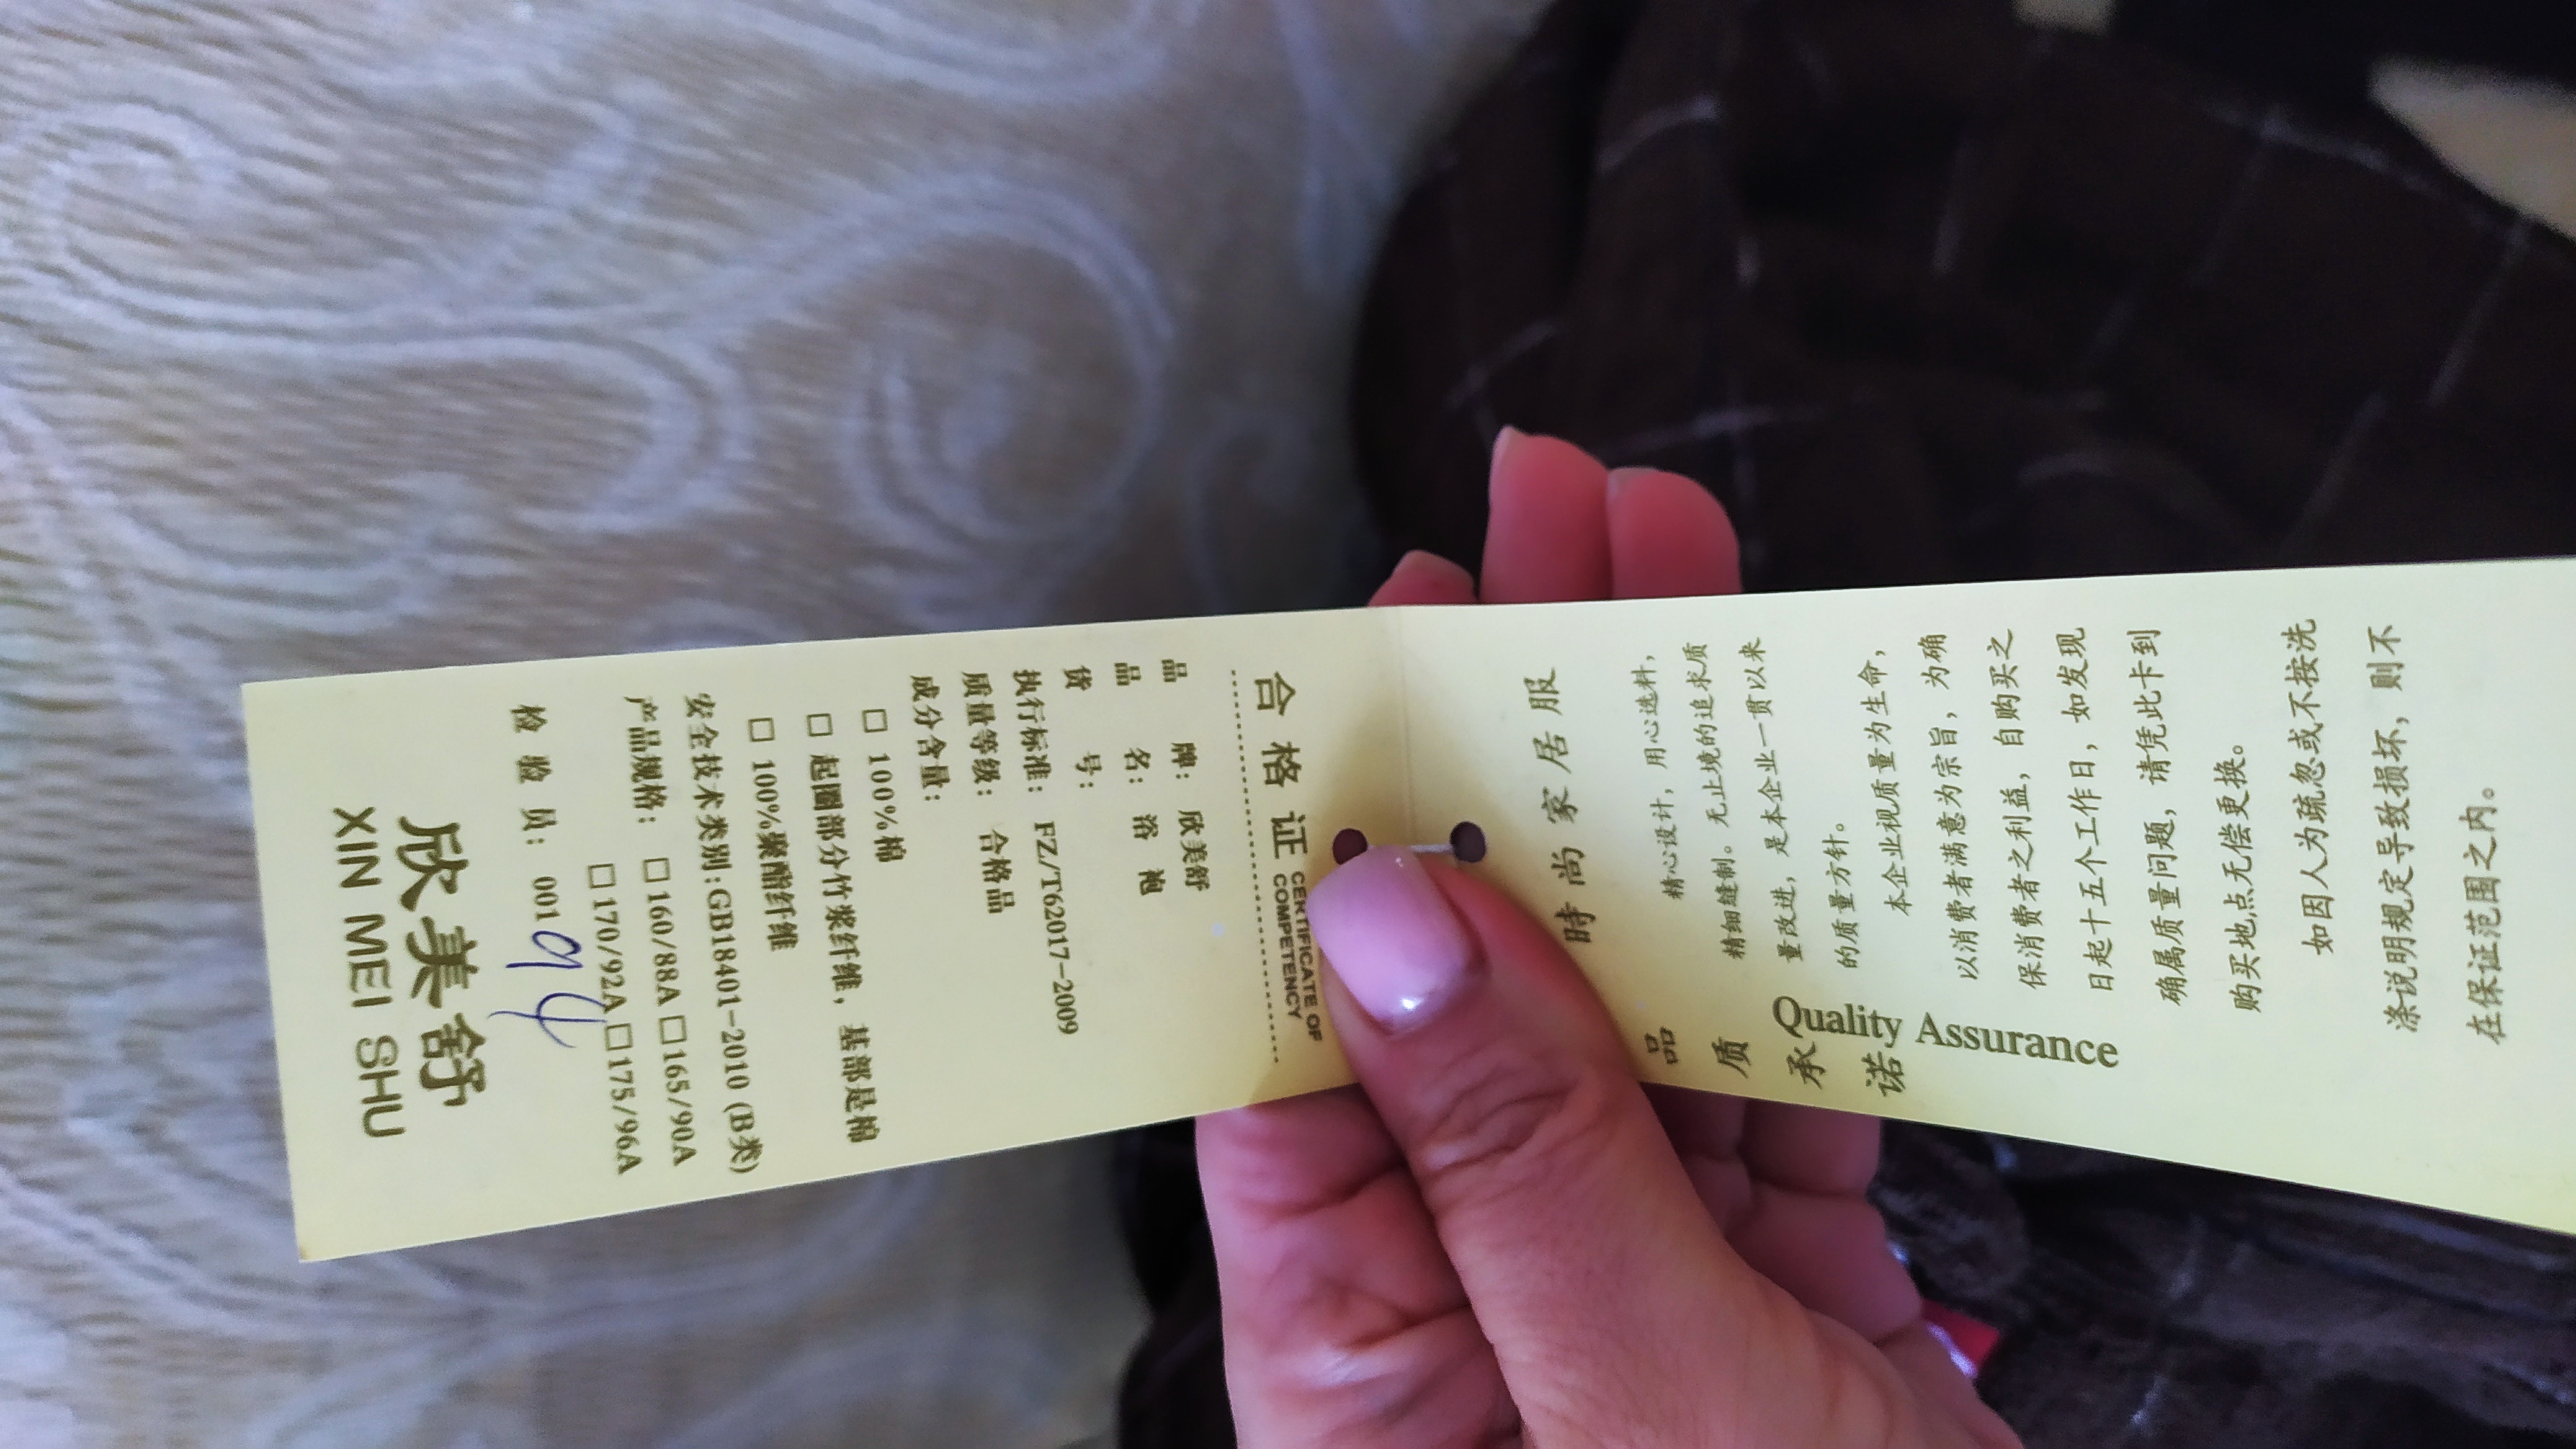 合格证
CERTIFICATE OF
COMPETENCY
品 牌: 欣美舒
品 名: 浴 袍
货 号:
执行标准: FZ/T62017-2009
质量等级: 合格品
成分含量:
□ 100%棉
□ 起圈部分竹浆纤维, 基部是棉
□ 100%聚酯纤维
安全技术类别:GB18401-2010 (B类)
产品规格: □160/88A □165/90A
□170/92A □175/96A
检 验 员: 001
欣美舒
XIN MEI SHU
時尚家居服
品质承诺
Quality Assurance
精心设计, 用心选料,
精细缝制。无止境的追求质
量改进, 是本企业一贯以来
的质量方针。
本企业视质量为生命,
以消费者满意为宗旨, 为确
保消费者之利益, 自购买之
日起十五个工作日, 如发现
确属质量问题, 请凭此卡到
购买地点无偿更换。
如因人为疏忽或不按洗
涤说明规定导致损坏, 则不
在保证范围之内。